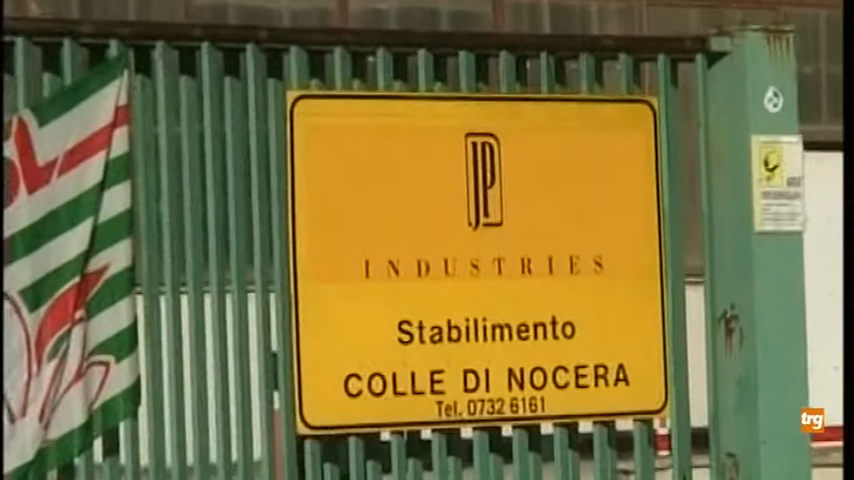 JP
INDUSTRIES
Stabilimento
COLLE DI NOCERA
Tel. 0732 6161
trg